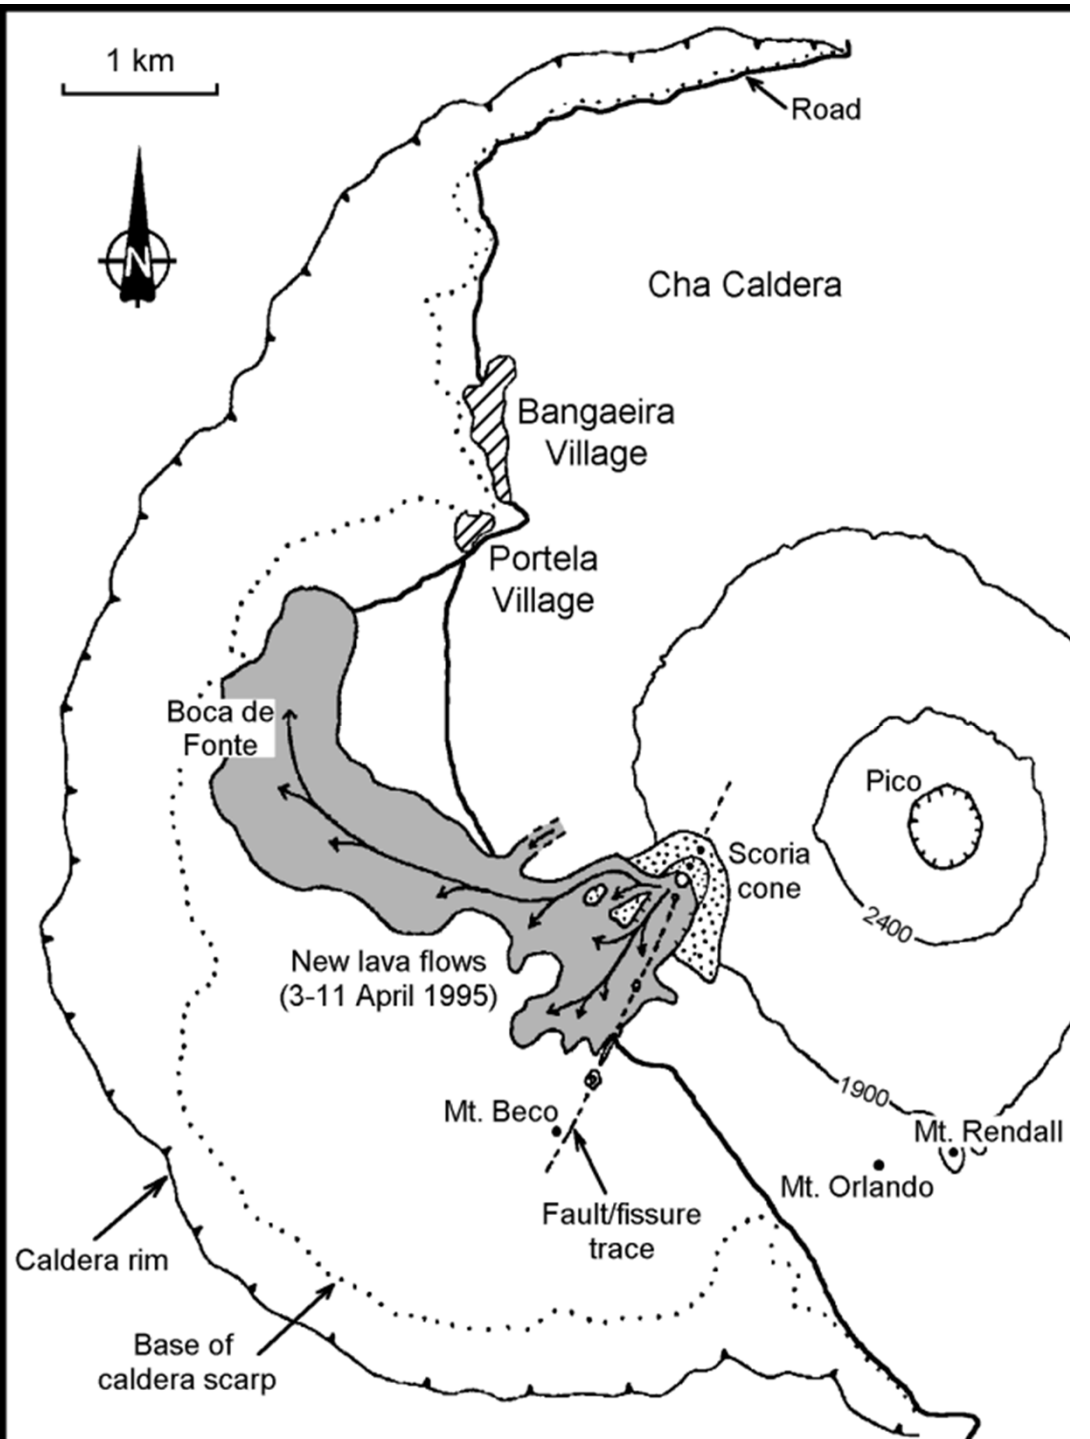 1 km
Road
N
Cha Caldera
Bangaeira
Village
Portela
Village
Boca de
Fonte
Pico
Scoria
cone
2400
New lava flows
(3-11 April 1995)
1900
Mt. Beco
Mt. Rendall
Mt. Orlando
Fault/fissure
trace
Caldera rim
Base of
caldera scarp